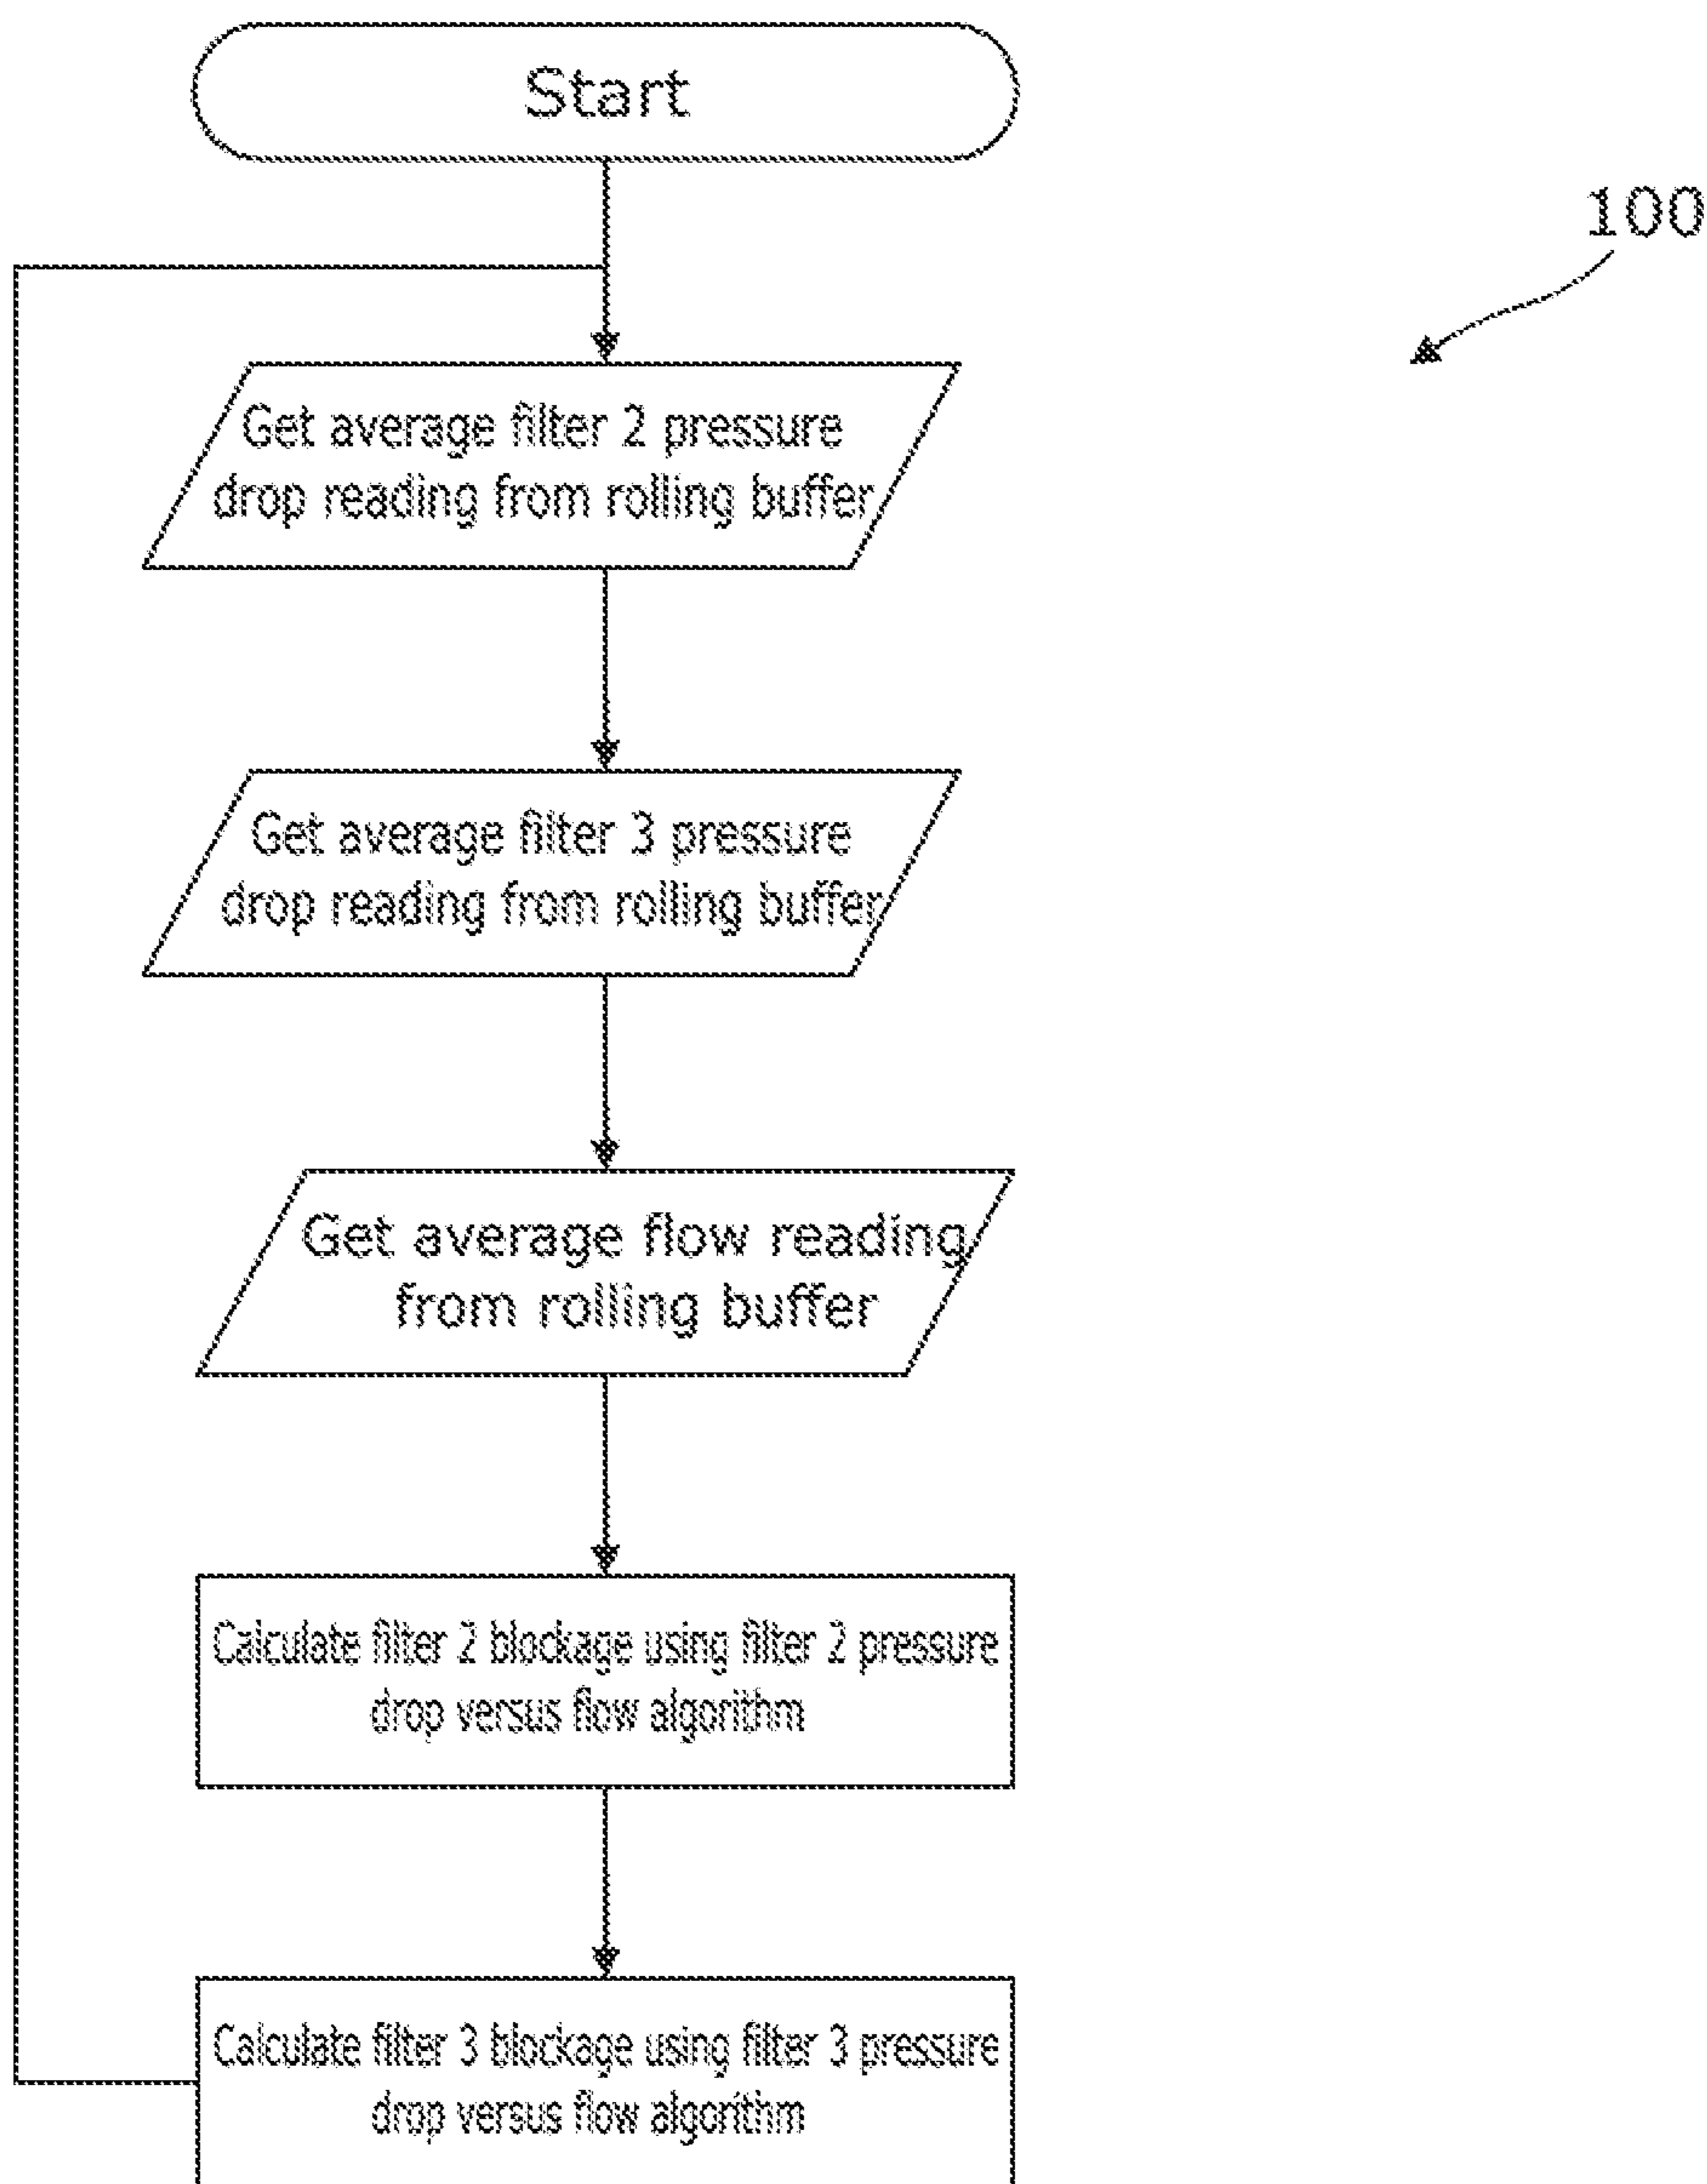 Start
100
Get average filter 2 pressure
drop reading from rolling buffer
Get average filter 3 pressure
drop reading from rolling buffer
Get average flow reading
from rolling buffer
Calculate filter 2 blockage using filter 2 pressure
drop versus flow algorithm
Calculate filter 3 blockage using filter 3 pressure
drop versus flow algorithm